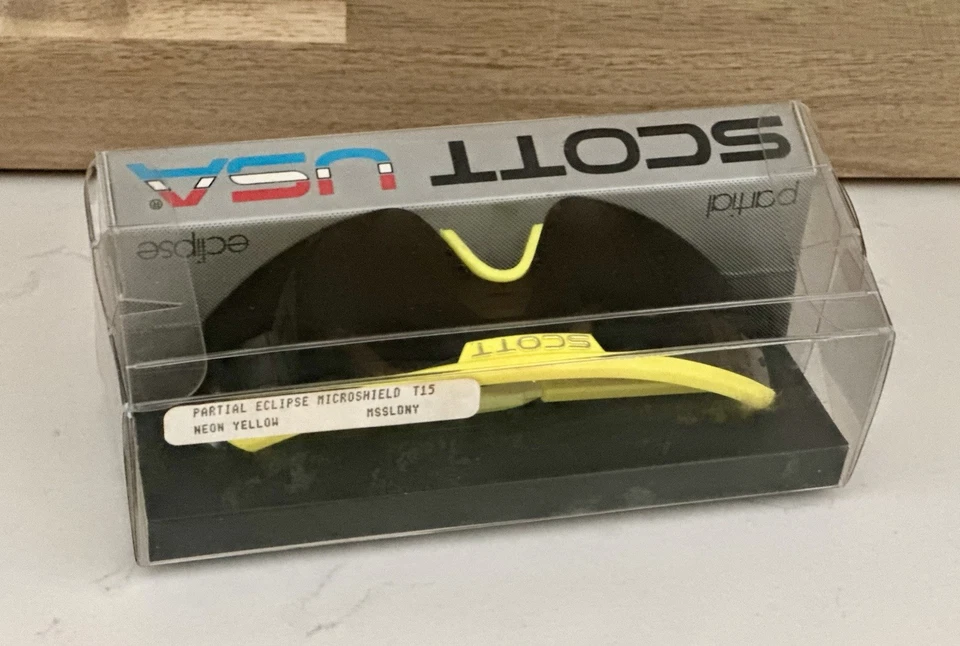 SCOTT USA®
partial eclipse
SCOTT
PARTIAL ECLIPSE MICROSHIELD T15
NEON YELLOW MSSLDNY